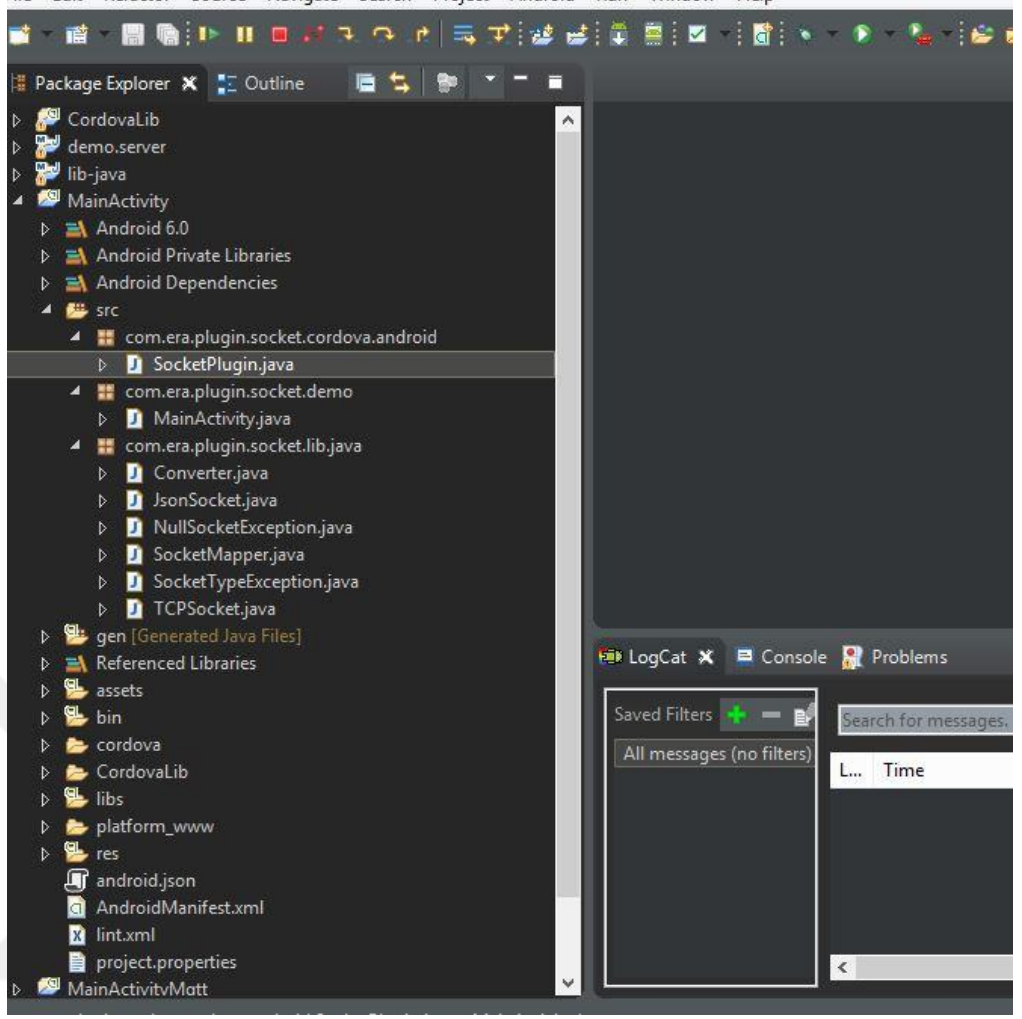 Package Explorer
Outline
CordovaLib
demo.server
lib-java
MainActivity
Android 6.0
Android Private Libraries
Android Dependencies
src
com.era.plugin.socket.cordova.android
SocketPlugin.java
com.era.plugin.socket.demo
MainActivity.java
com.era.plugin.socket.lib.java
Converter.java
JsonSocket.java
NullSocketException.java
SocketMapper.java
SocketTypeException.java
TCPSocket.java
gen [Generated Java Files]
Referenced Libraries
assets
bin
cordova
CordovaLib
libs
platform_www
res
android.json
AndroidManifest.xml
lint.xml
project.properties
MainActivityMatt
LogCat Console Problems
Saved Filters
Search for messages.
All messages (no filters)
L... Time